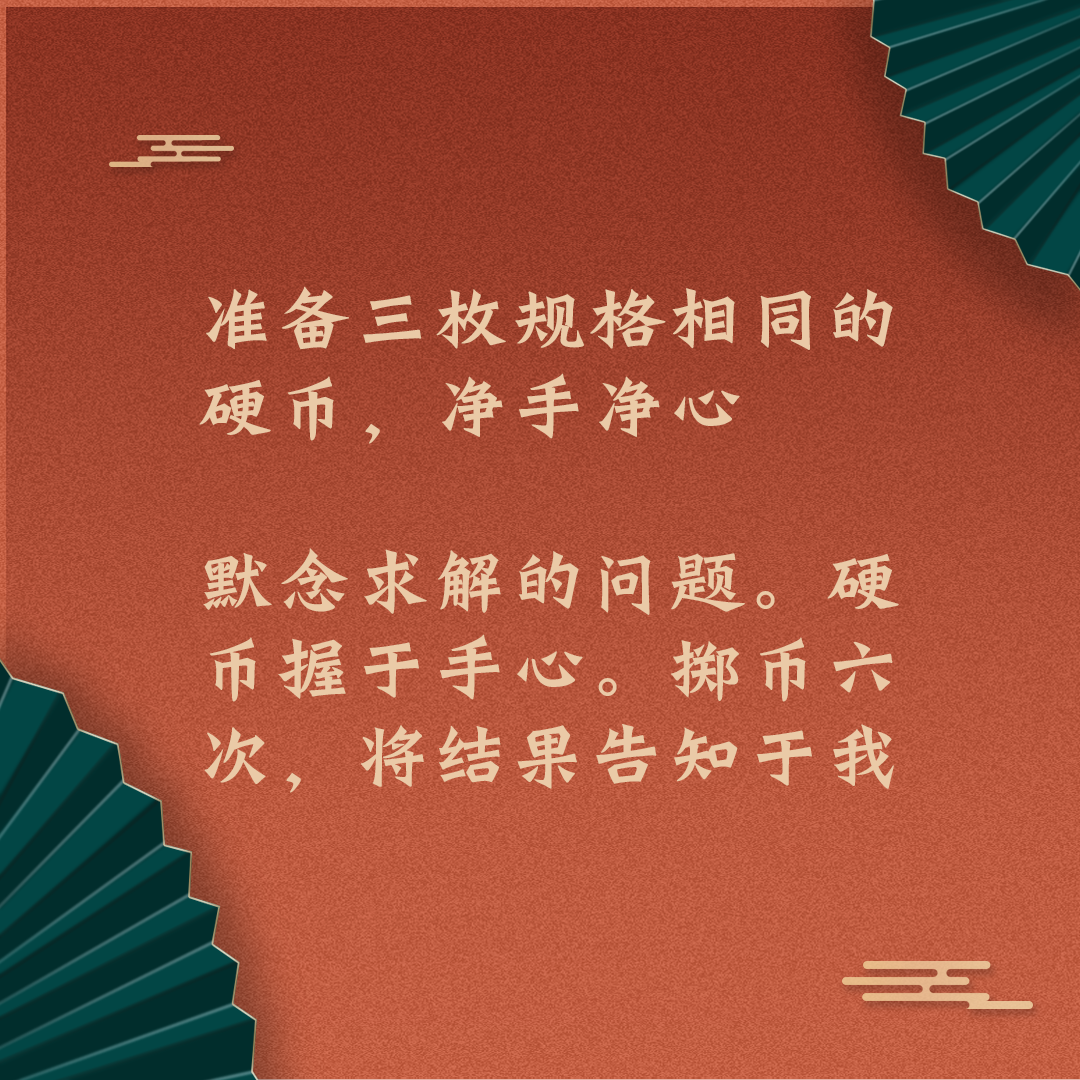 准备三枚规格相同的
硬币，净手净心
默念求解的问题。硬
币握于手心。掷币六
次，将结果告知于我